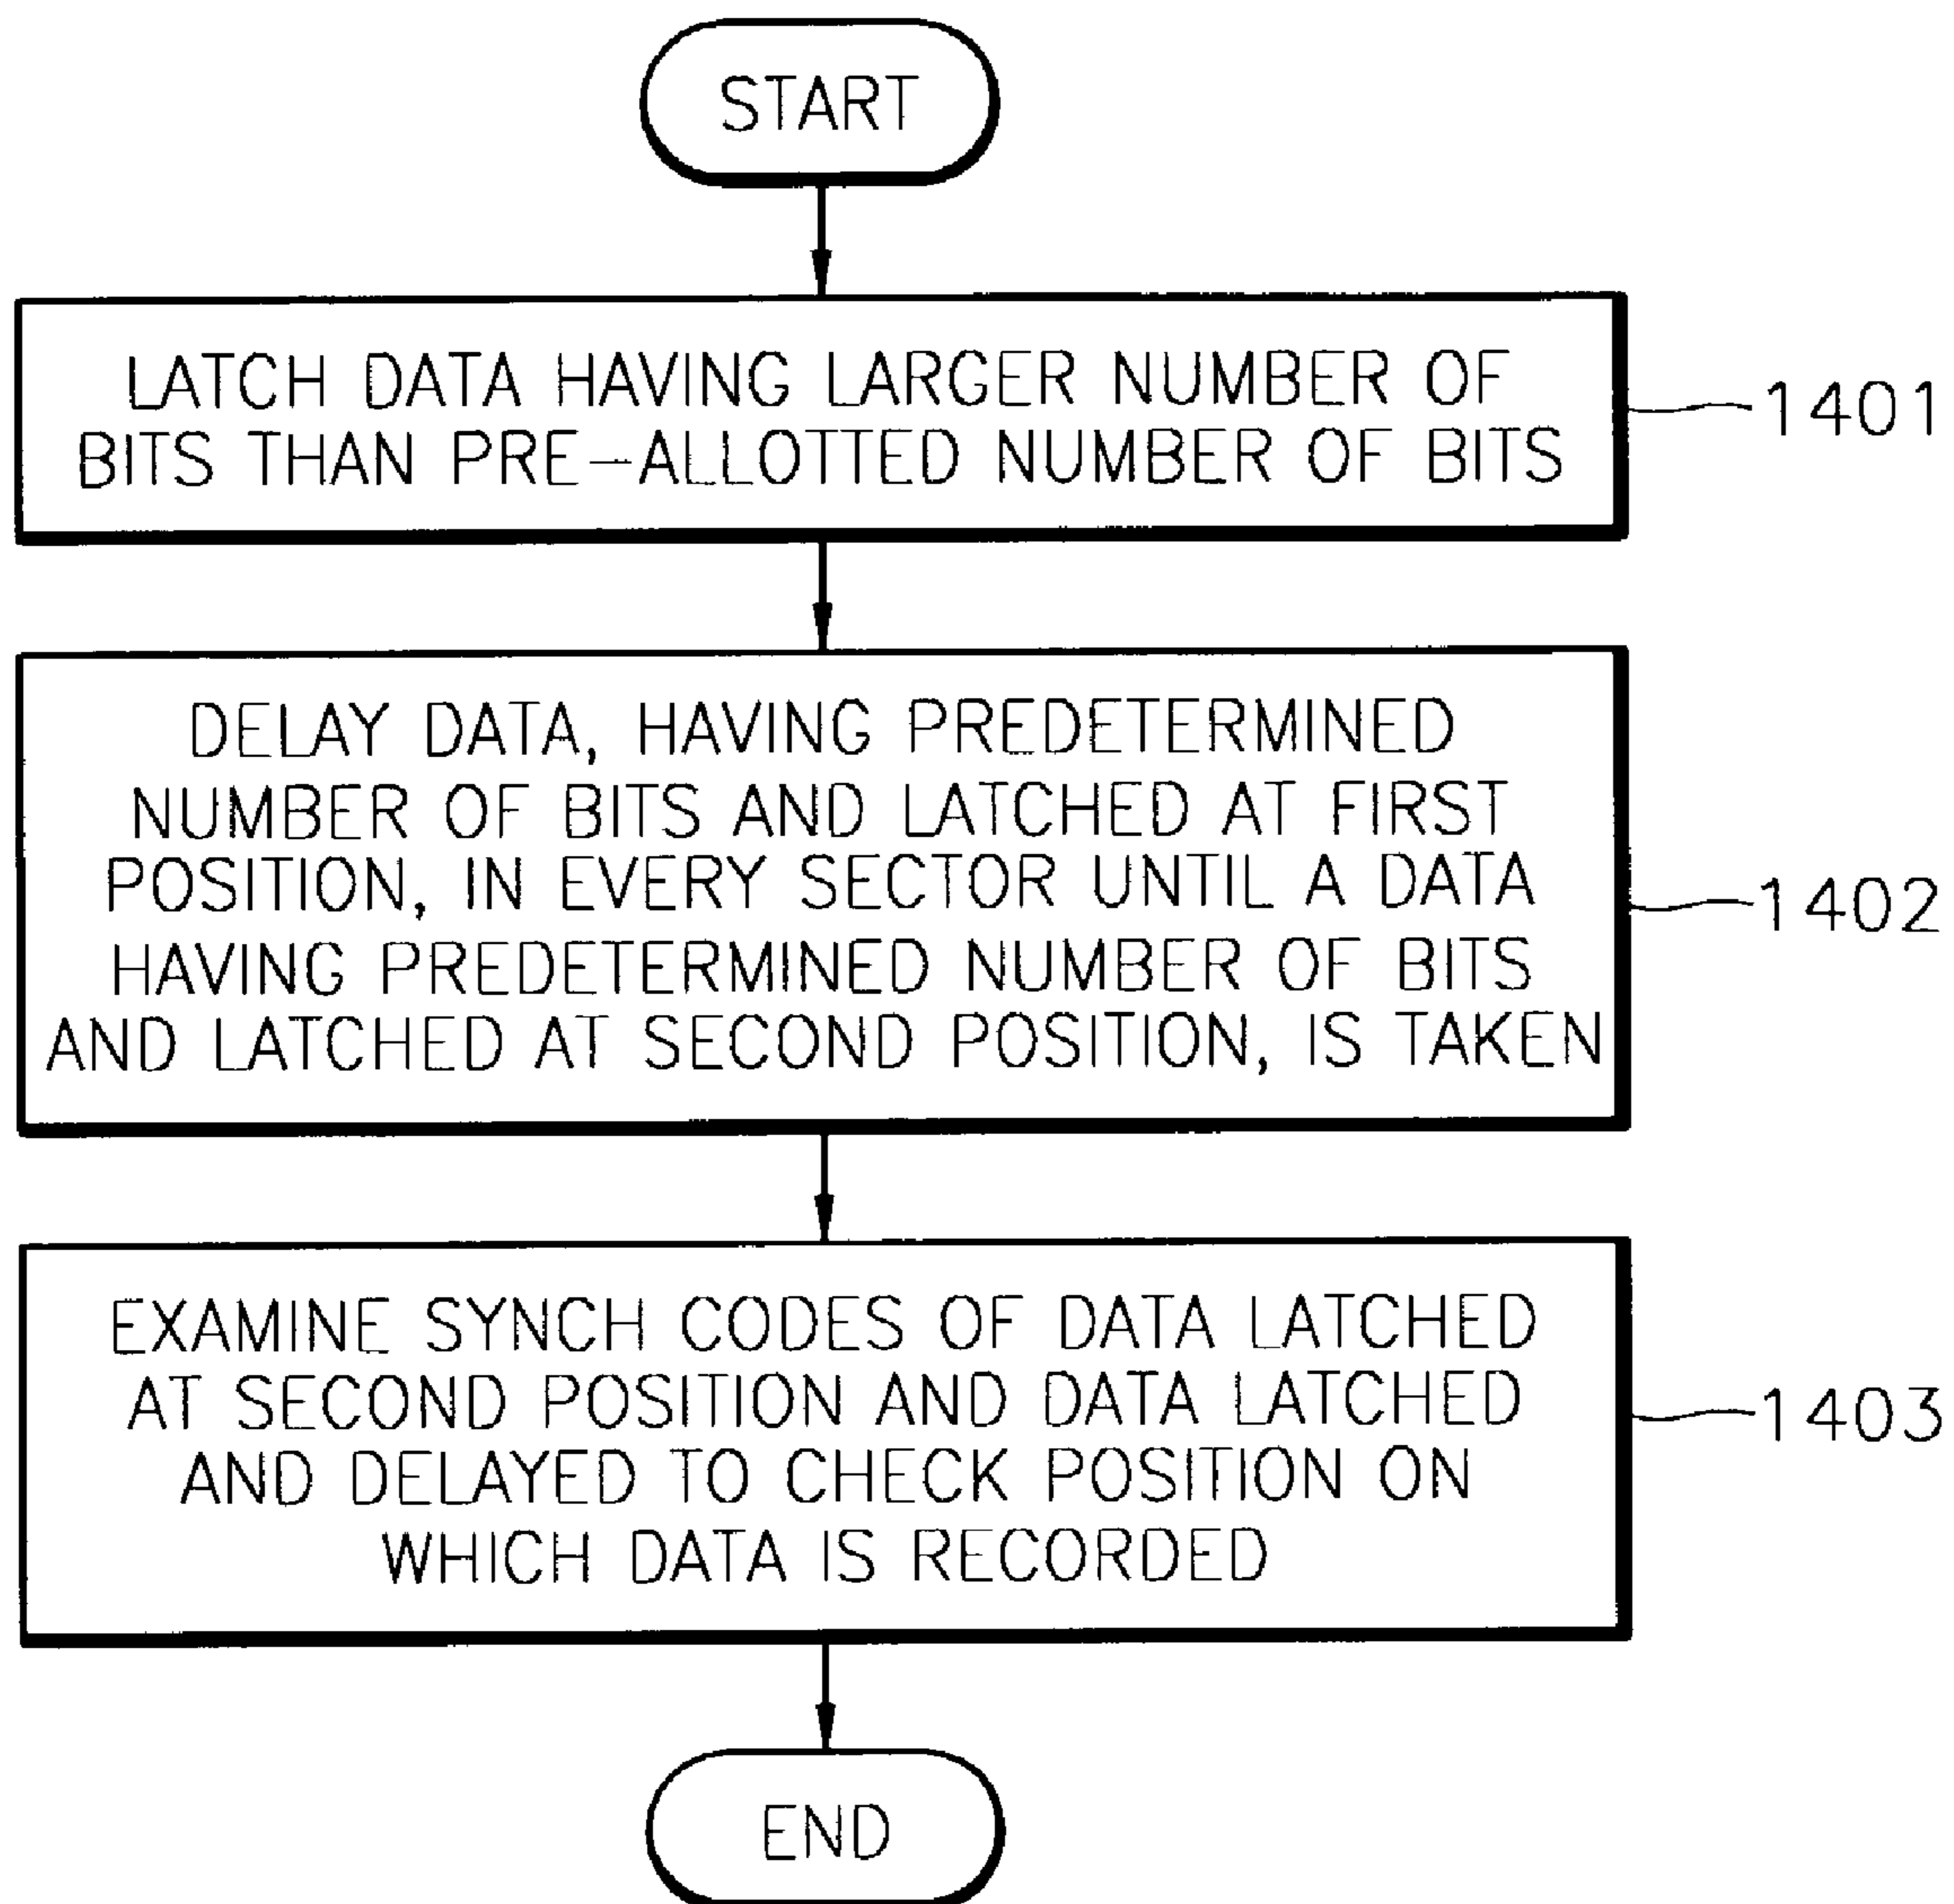 START
LATCH DATA HAVING LARGER NUMBER OF
BITS THAN PRE-ALLOTTED NUMBER OF BITS
1401
DELAY DATA, HAVING PREDETERMINED
NUMBER OF BITS AND LATCHED AT FIRST
POSITION, IN EVERY SECTOR UNTIL A DATA
HAVING PREDETERMINED NUMBER OF BITS
AND LATCHED AT SECOND POSITION, IS TAKEN
1402
EXAMINE SYNCH CODES OF DATA LATCHED
AT SECOND POSITION AND DATA LATCHED
AND DELAYED TO CHECK POSITION ON
WHICH DATA IS RECORDED
1403
END